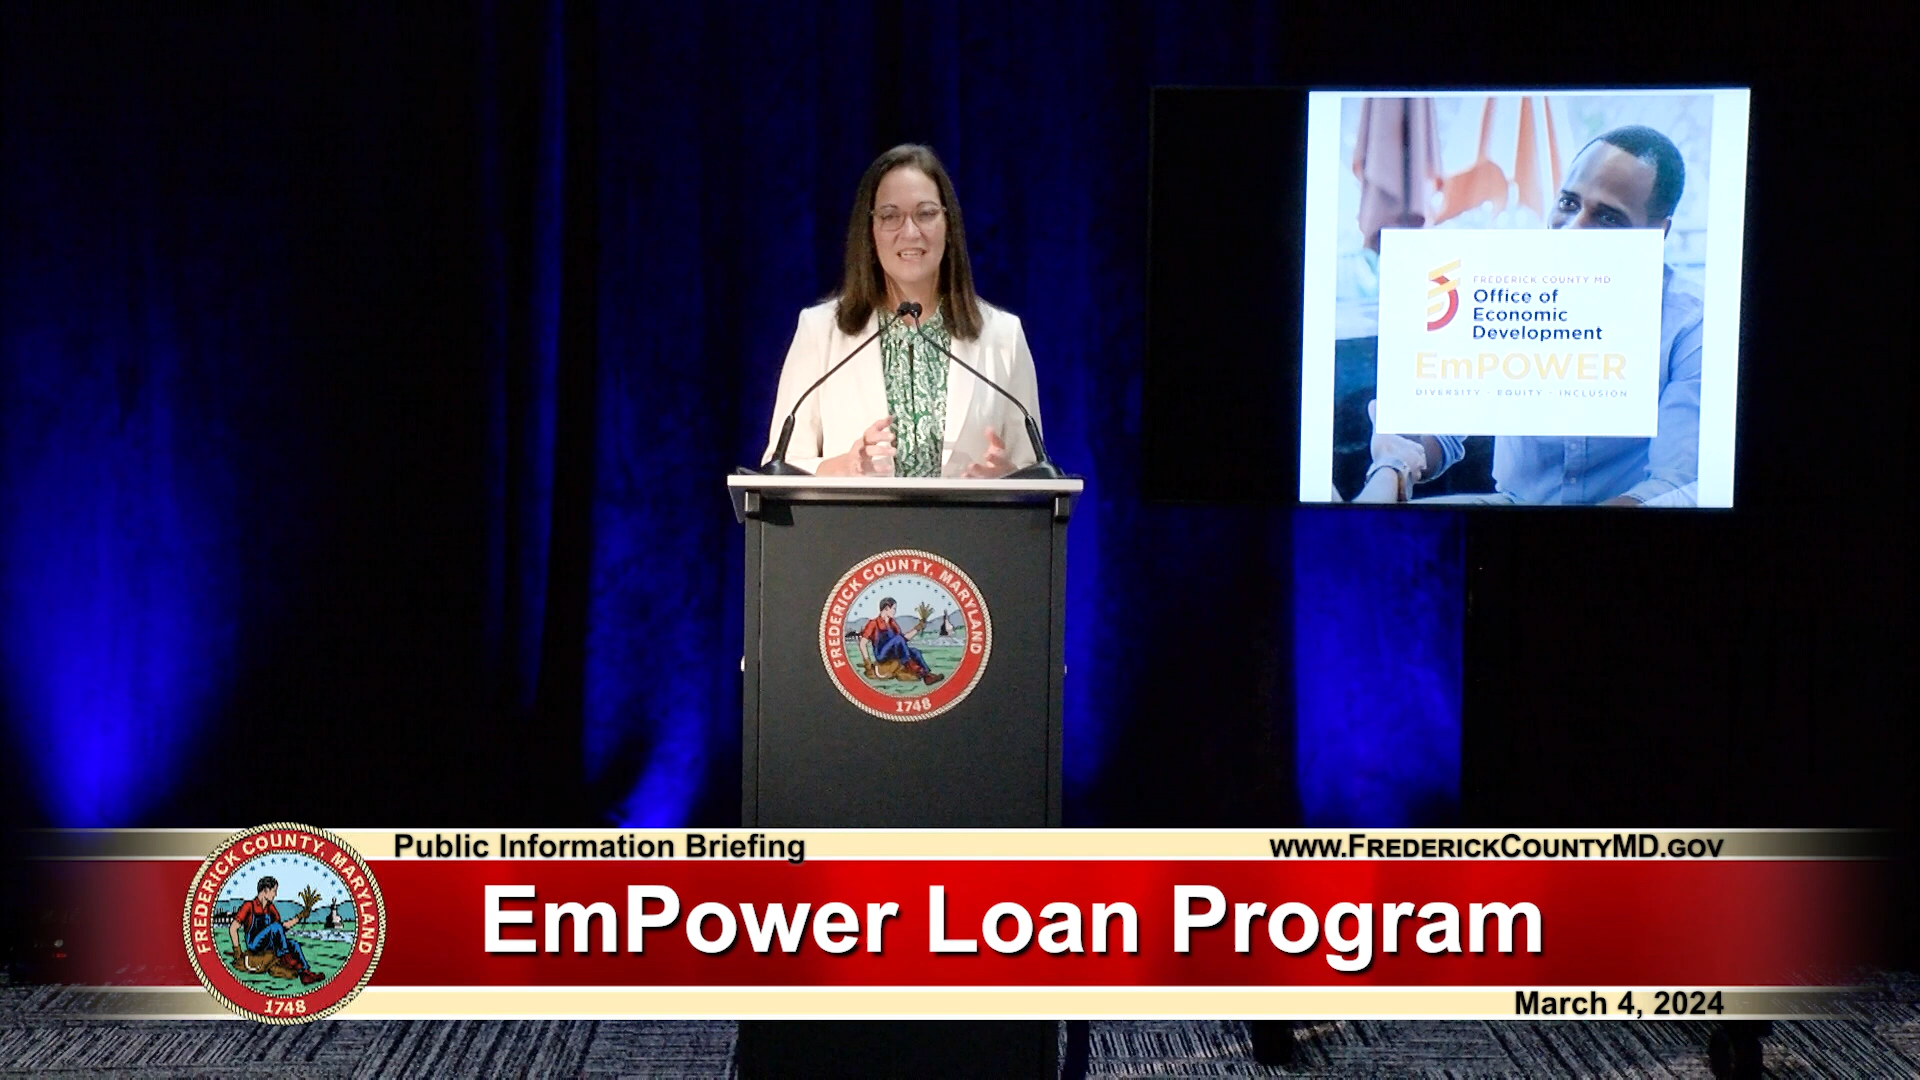 FREDERICK COUNTY MD
Office of
Economic
Development
EmPOWER
DIVERSITY - EQUITY - INCLUSION
FREDERICK COUNTY, MARYLAND
1748
Public Information Briefing
www.FrederickCountyMD.gov
FREDERICK COUNTY, MARYLAND
1748
EmPower Loan Program
March 4, 2024